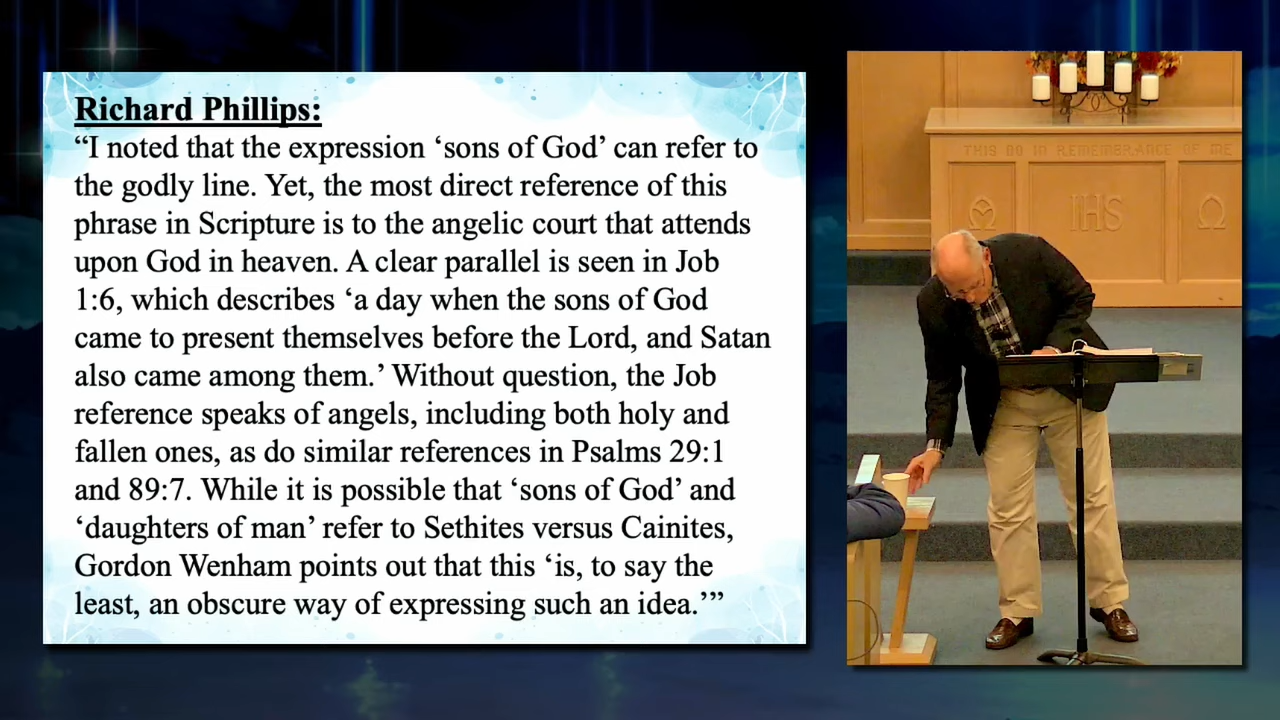 Richard Phillips:
“I noted that the expression ‘sons of God’ can refer to
the godly line. Yet, the most direct reference of this
phrase in Scripture is to the angelic court that attends
upon God in heaven. A clear parallel is seen in Job
1:6, which describes ‘a day when the sons of God
came to present themselves before the Lord, and Satan
also came among them.’ Without question, the Job
reference speaks of angels, including both holy and
fallen ones, as do similar references in Psalms 29:1
and 89:7. While it is possible that ‘sons of God’ and
‘daughters of man’ refer to Sethites versus Cainites,
Gordon Wenham points out that this ‘is, to say the
least, an obscure way of expressing such an idea.’”
THIS DO IN REMEMBRANCE OF ME
IHS
Ω